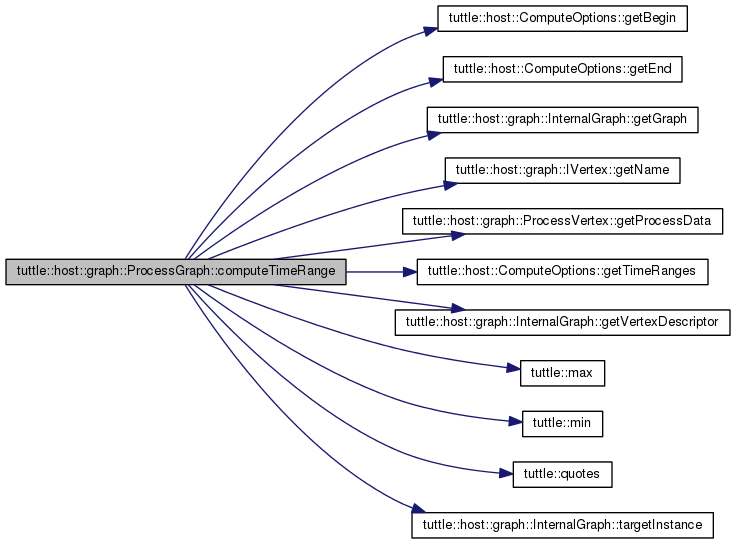 tuttle::host::ComputeOptions::getBegin
tuttle::host::ComputeOptions::getEnd
tuttle::host::graph::InternalGraph::getGraph
tuttle::host::graph::IVertex::getName
tuttle::host::graph::ProcessVertex::getProcessData
tuttle::host::graph::ProcessGraph::computeTimeRange
tuttle::host::ComputeOptions::getTimeRanges
tuttle::host::graph::InternalGraph::getVertexDescriptor
tuttle::max
tuttle::min
tuttle::quotes
tuttle::host::graph::InternalGraph::targetInstance